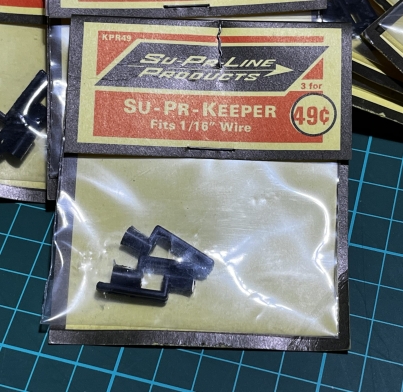 KPR49
SU-PR-LINE
PRODUCTS
3 for
SU-PR-KEEPER
49¢
Fits 1/16" Wire